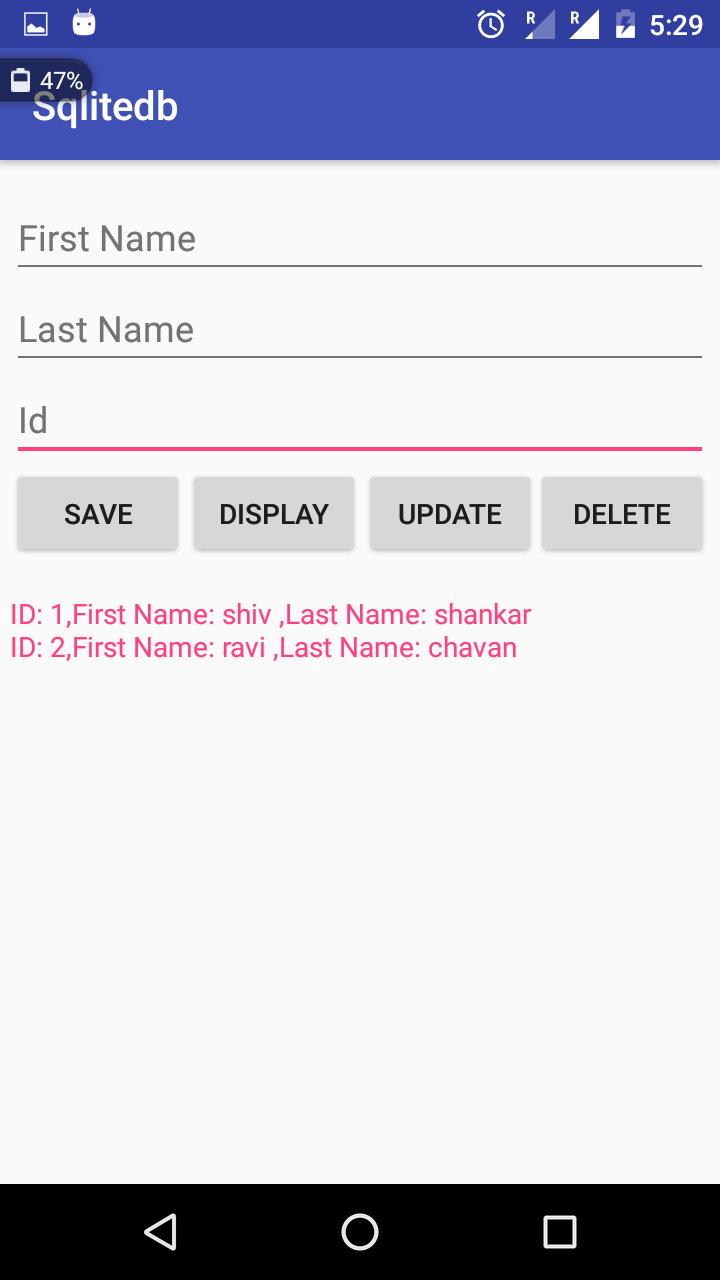 R R 5:29
47%
Sqlitedb
First Name
Last Name
Id
SAVE DISPLAY UPDATE DELETE
ID: 1,First Name: shiv ,Last Name: shankar
ID: 2,First Name: ravi ,Last Name: chavan